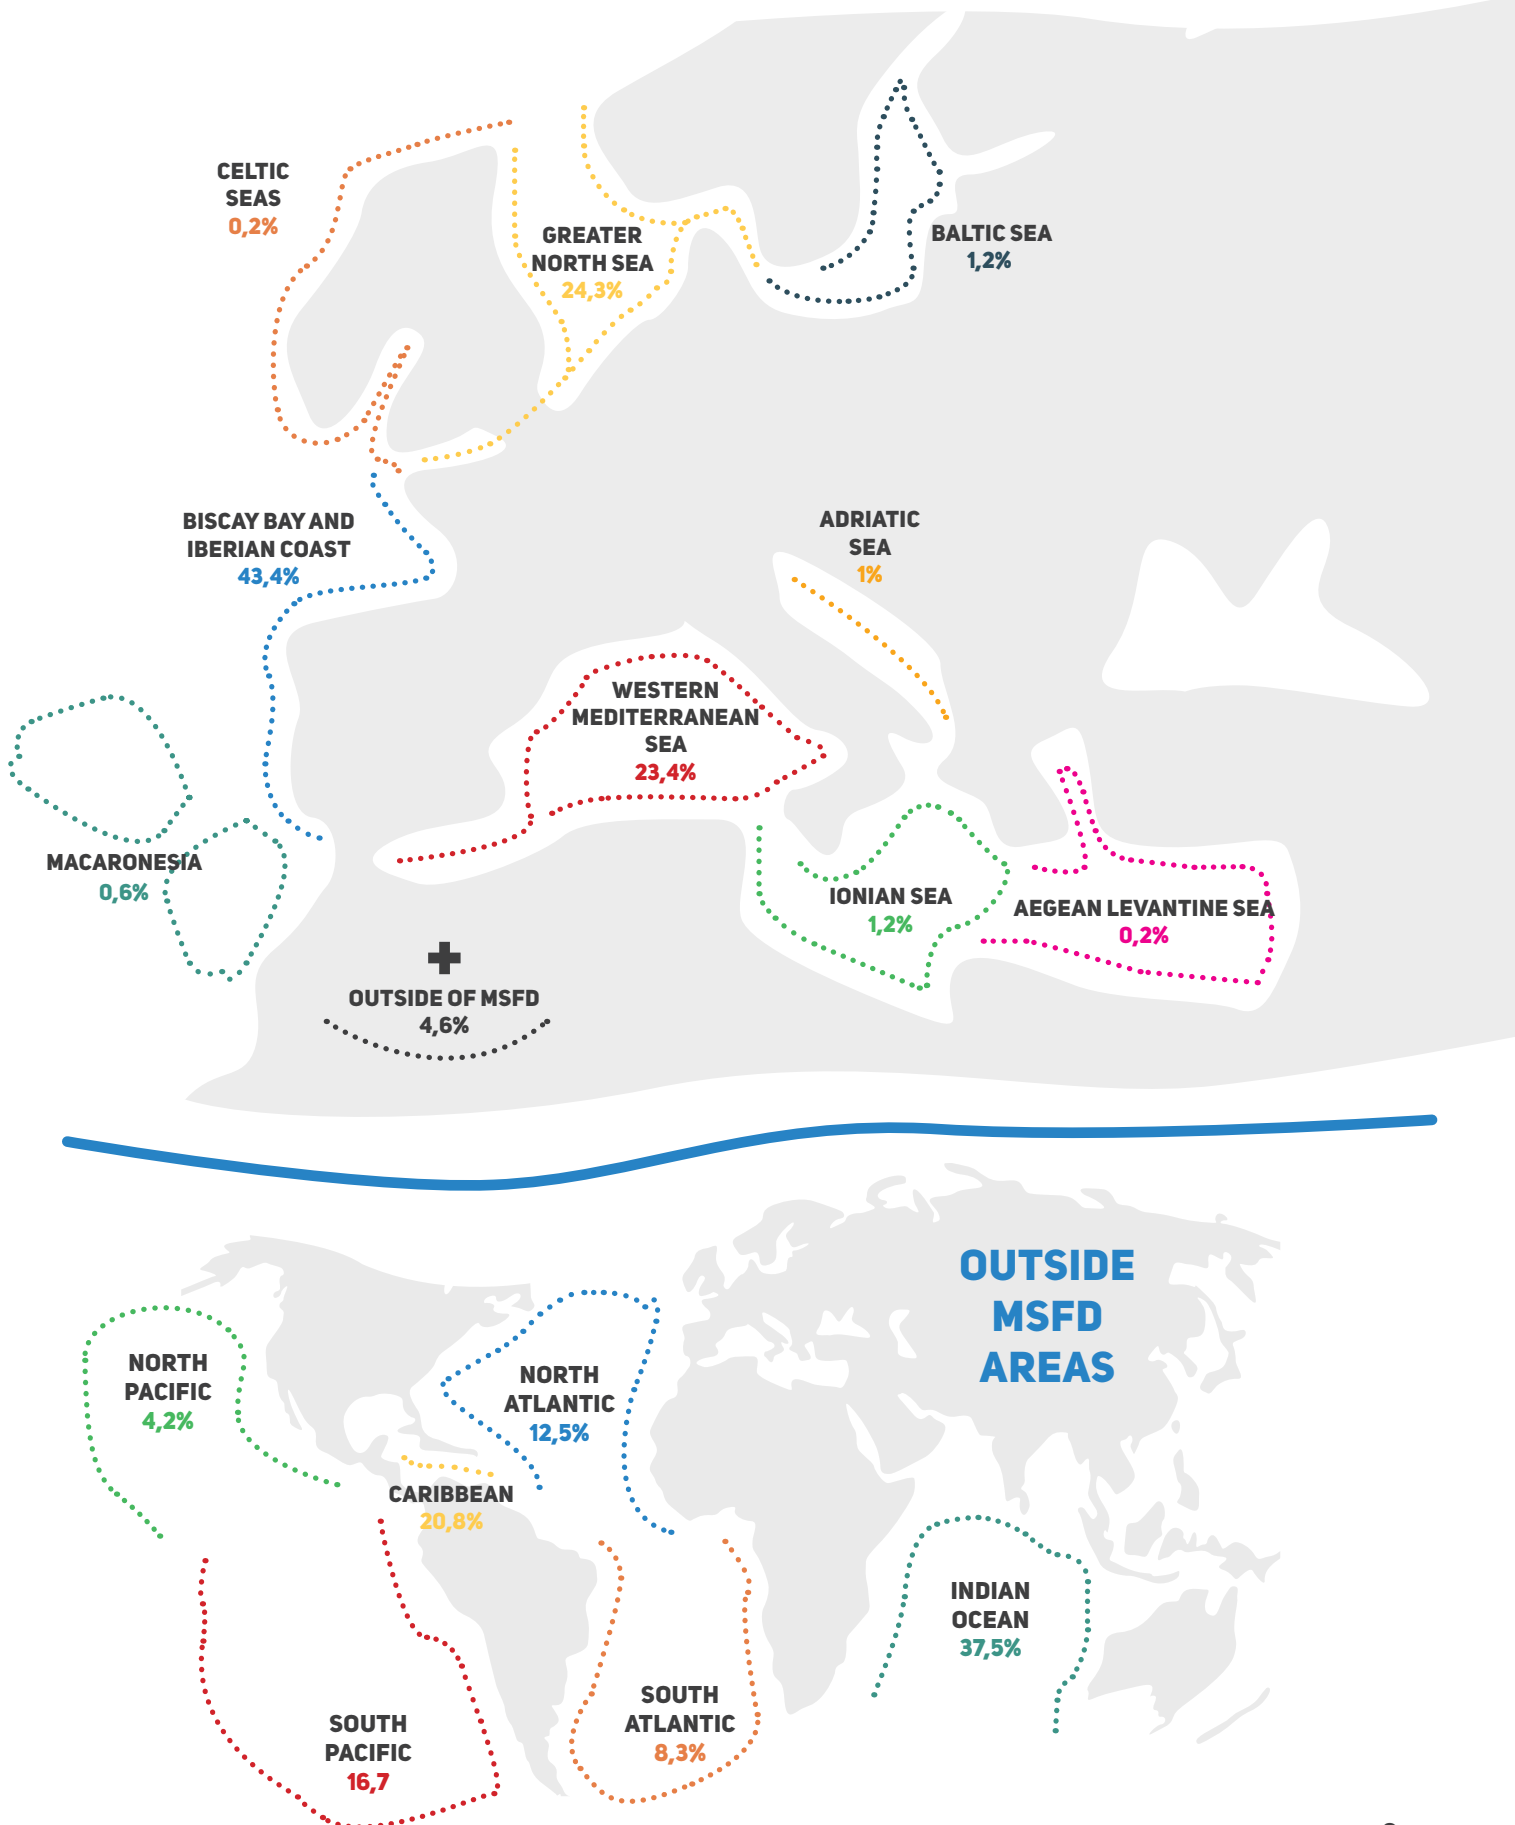 CELTIC
SEAS
0,2%
GREATER
NORTH SEA
24,3%
BALTIC SEA
1,2%
BISCAY BAY AND
IBERIAN COAST
43,4%
ADRIATIC
SEA
1%
WESTERN
MEDITERRANEAN
SEA
23,4%
MACARONESIA
0,6%
IONIAN SEA
1,2%
AEGEAN LEVANTINE SEA
0,2%
OUTSIDE OF MSFD
4,6%
OUTSIDE
MSFD
AREAS
NORTH
PACIFIC
4,2%
NORTH
ATLANTIC
12,5%
CARIBBEAN
20,8%
INDIAN
OCEAN
37,5%
SOUTH
ATLANTIC
8,3%
SOUTH
PACIFIC
16,7